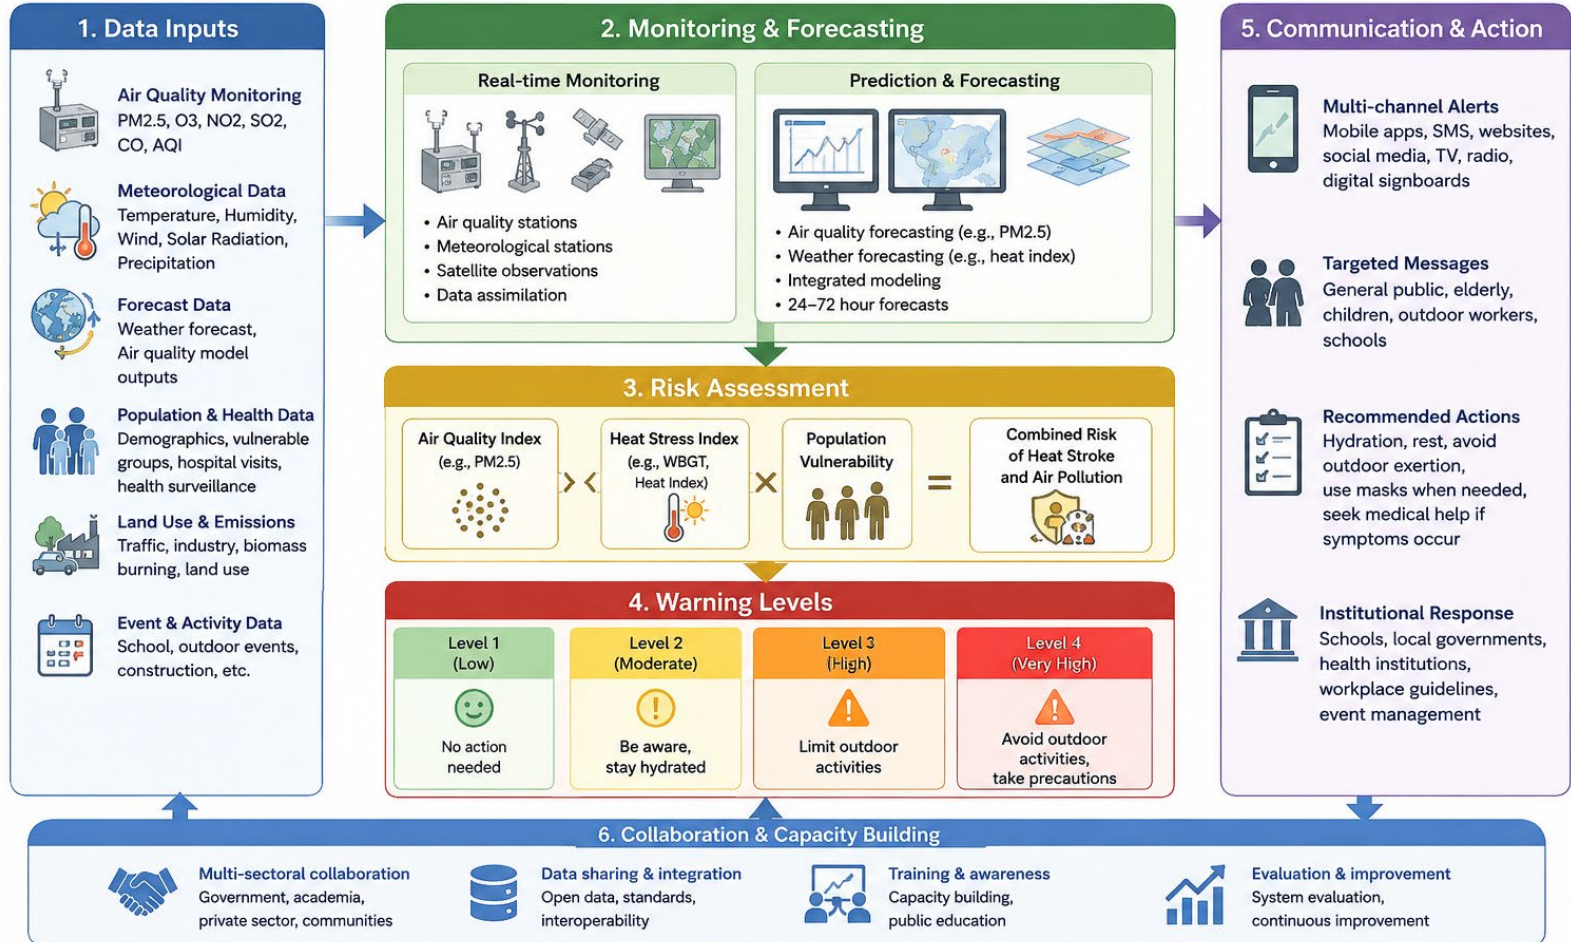 1. Data Inputs
Air Quality Monitoring
PM2.5, O3, NO2, SO2,
CO, AQI
Meteorological Data
Temperature, Humidity,
Wind, Solar Radiation,
Precipitation
Forecast Data
Weather forecast,
Air quality model
outputs
Population & Health Data
Demographics, vulnerable
groups, hospital visits,
health surveillance
Land Use & Emissions
Traffic, industry, biomass
burning, land use
Event & Activity Data
School, outdoor events,
construction, etc.
2. Monitoring & Forecasting
Real-time Monitoring
• Air quality stations
• Meteorological stations
• Satellite observations
• Data assimilation
Prediction & Forecasting
• Air quality forecasting (e.g., PM2.5)
• Weather forecasting (e.g., heat index)
• Integrated modeling
• 24–72 hour forecasts
3. Risk Assessment
Air Quality Index
(e.g., PM2.5)
> <
Heat Stress Index
(e.g., WBGT,
Heat Index)
×
Population
Vulnerability
=
Combined Risk
of Heat Stroke
and Air Pollution
4. Warning Levels
Level 1
(Low)
No action
needed
Level 2
(Moderate)
Be aware,
stay hydrated
Level 3
(High)
Limit outdoor
activities
Level 4
(Very High)
Avoid outdoor
activities,
take precautions
5. Communication & Action
Multi-channel Alerts
Mobile apps, SMS, websites,
social media, TV, radio,
digital signboards
Targeted Messages
General public, elderly,
children, outdoor workers,
schools
Recommended Actions
Hydration, rest, avoid
outdoor exertion,
use masks when needed,
seek medical help if
symptoms occur
Institutional Response
Schools, local governments,
health institutions,
workplace guidelines,
event management
6. Collaboration & Capacity Building
Multi-sectoral collaboration
Government, academia,
private sector, communities
Data sharing & integration
Open data, standards,
interoperability
Training & awareness
Capacity building,
public education
Evaluation & improvement
System evaluation,
continuous improvement